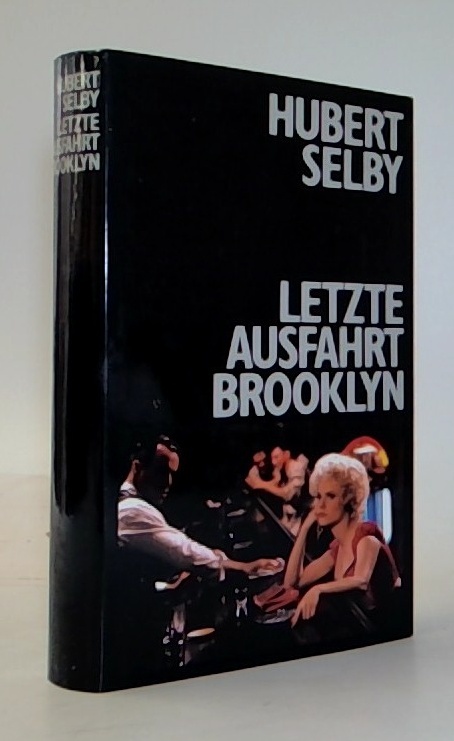 HUBERT
SELBY
LETZTE
AUSFAHRT
BROOKLYN
HUBERT
SELBY
LETZTE
AUSFAHRT
BROOKLYN